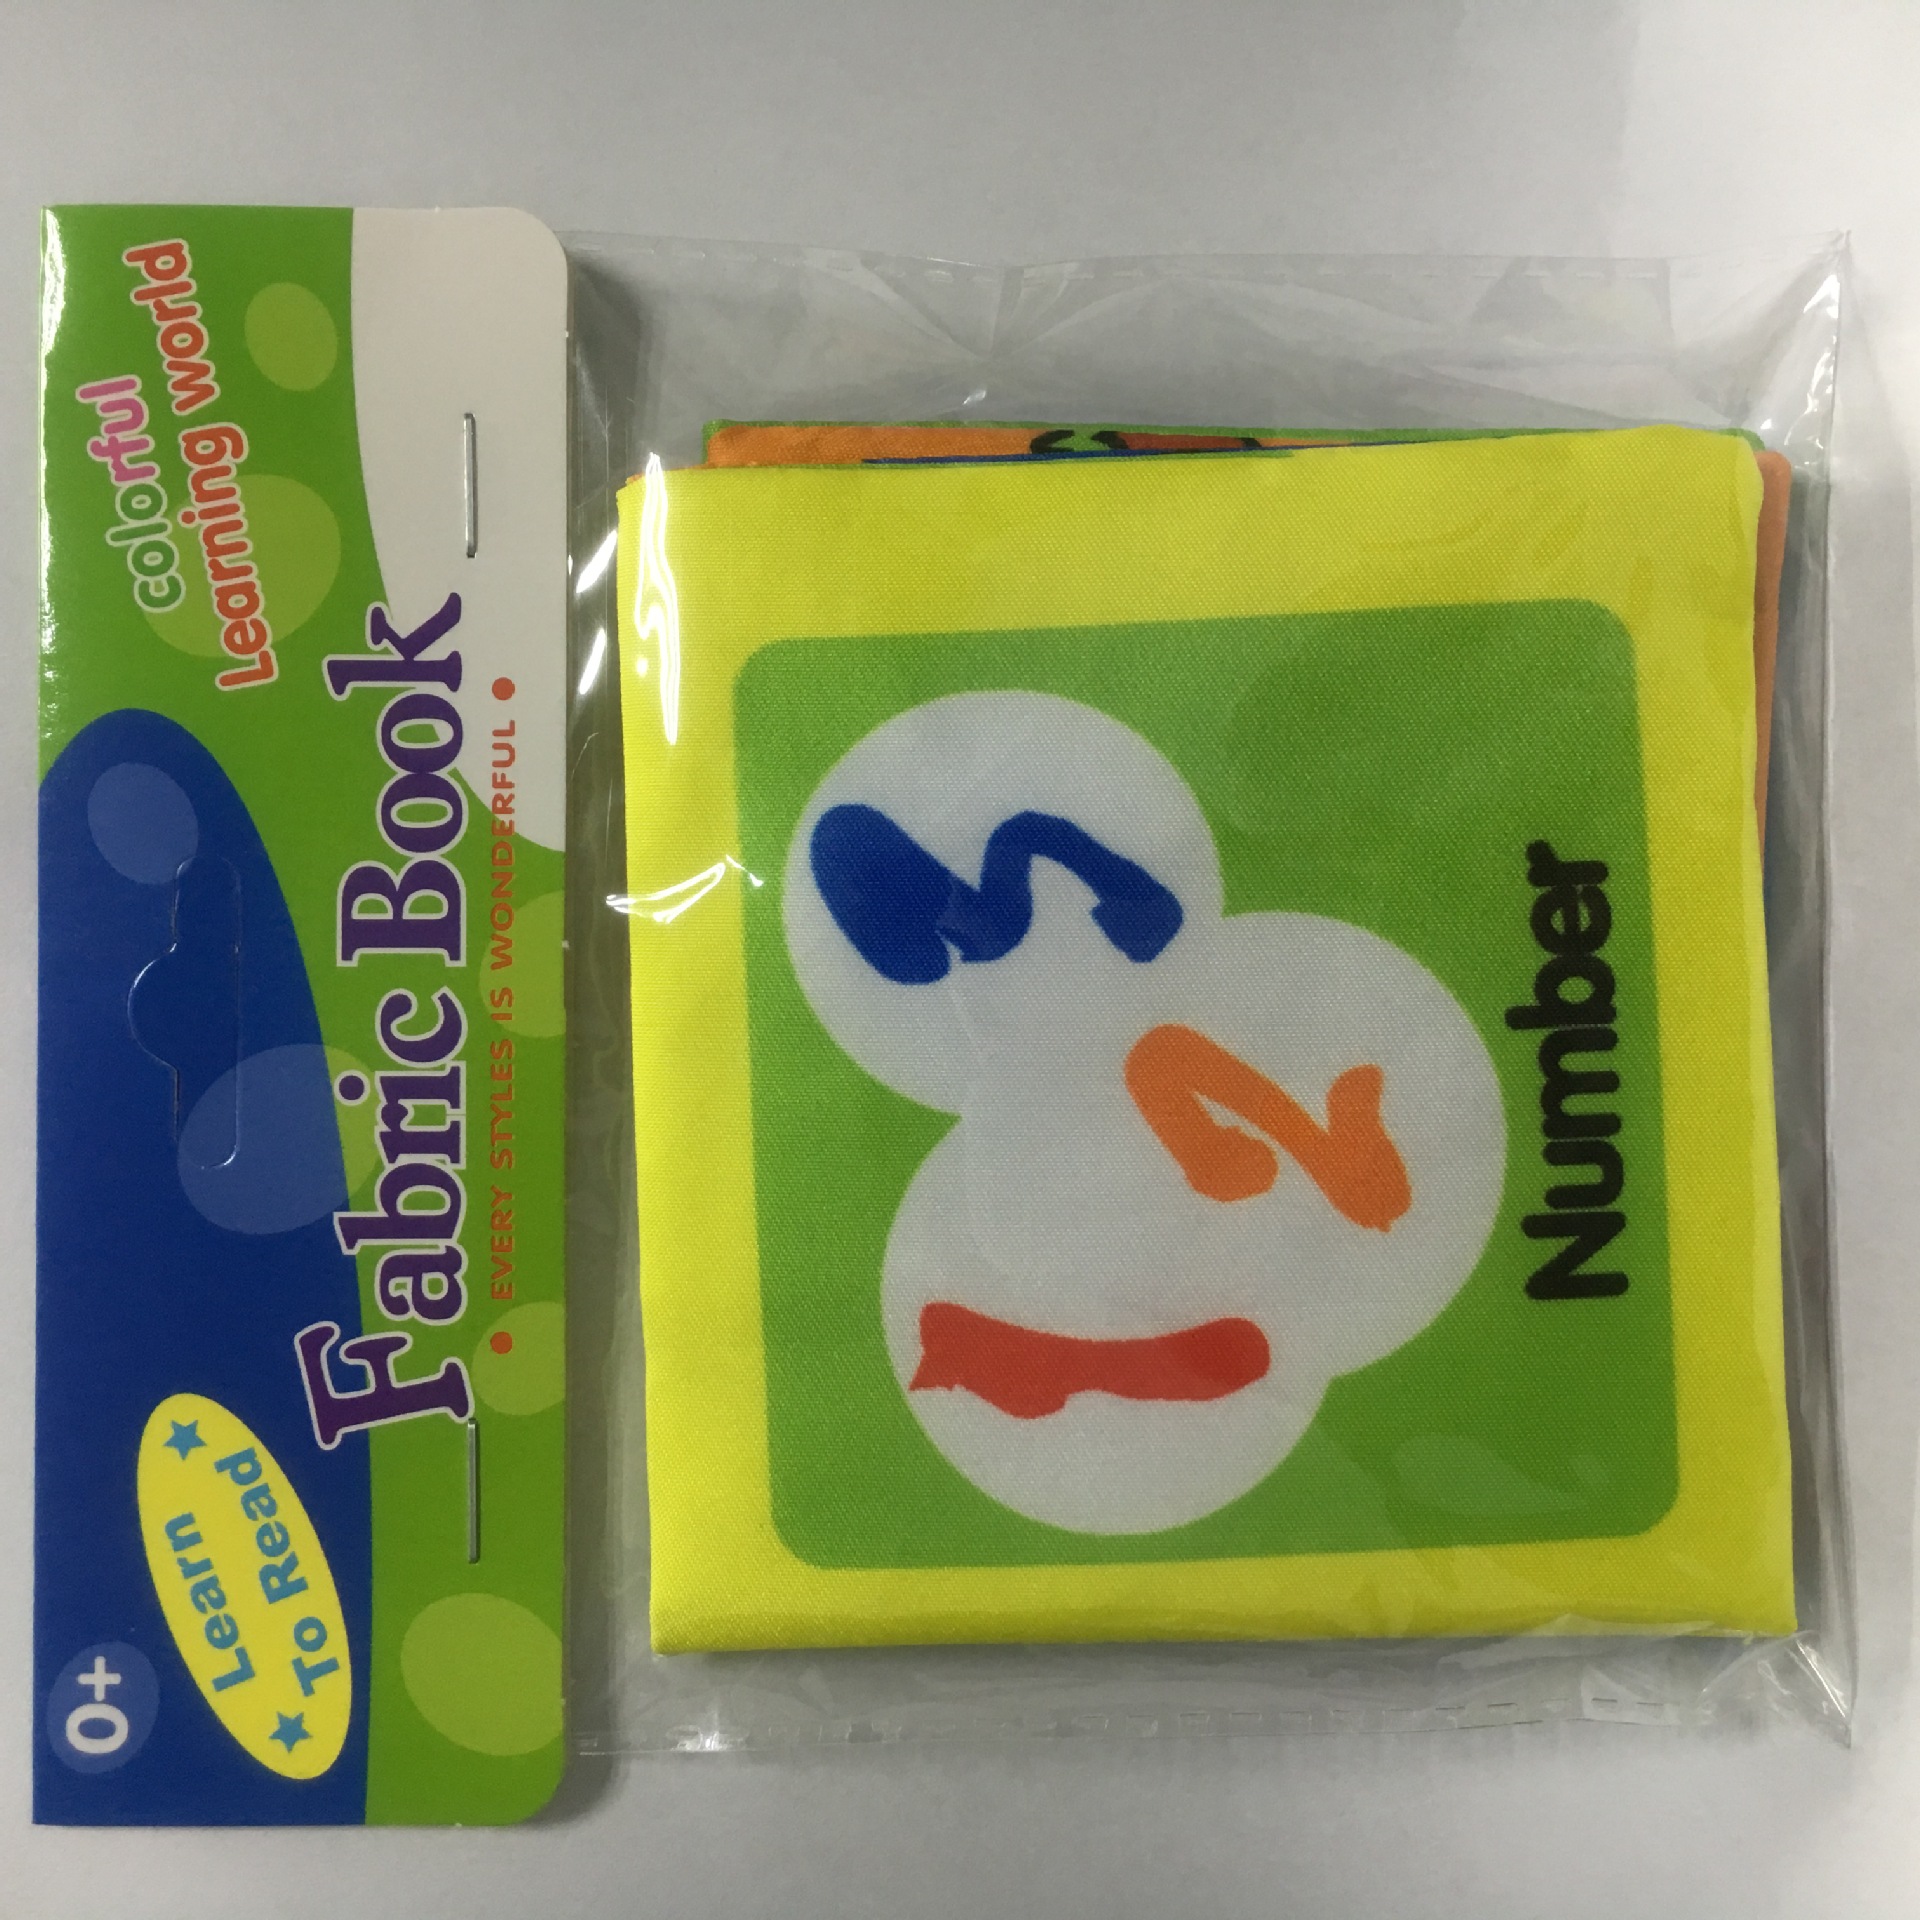 colorful
Learning world
Fabric Book
• EVERY STYLES IS WONDERFUL •
Learn
To Read
0+
1 2 3
Number